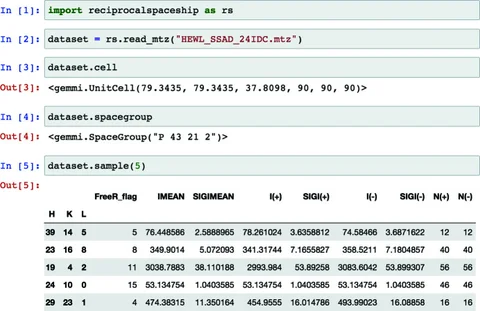 In [1]: import reciprocalspaceship as rs
In [2]: dataset = rs.read_mtz("HEWL_SSAD_24IDC.mtz")
In [3]: dataset.cell
Out[3]: <gemmi.UnitCell(79.3435, 79.3435, 37.8098, 90, 90, 90)>
In [4]: dataset.spacegroup
Out[4]: <gemmi.SpaceGroup("P 43 21 2")>
In [5]: dataset.sample(5)
Out[5]:
FreeR_flag IMEAN SIGIMEAN I(+) SIGI(+) I(-) SIGI(-) N(+) N(-)
H K L
39 14 5 5 76.448586 2.5888965 78.261024 3.6358812 74.58466 3.6871622 12 12
23 16 8 8 349.9014 5.072093 341.31744 7.1655827 358.5211 7.1804857 40 40
19 4 2 11 3038.7883 38.110188 2993.984 53.89258 3083.6042 53.899307 56 56
24 10 0 15 53.134754 1.0403585 53.134754 1.0403585 53.134754 1.0403585 46 46
29 23 1 4 474.38315 11.350164 454.9555 16.014786 493.99023 16.08858 16 16